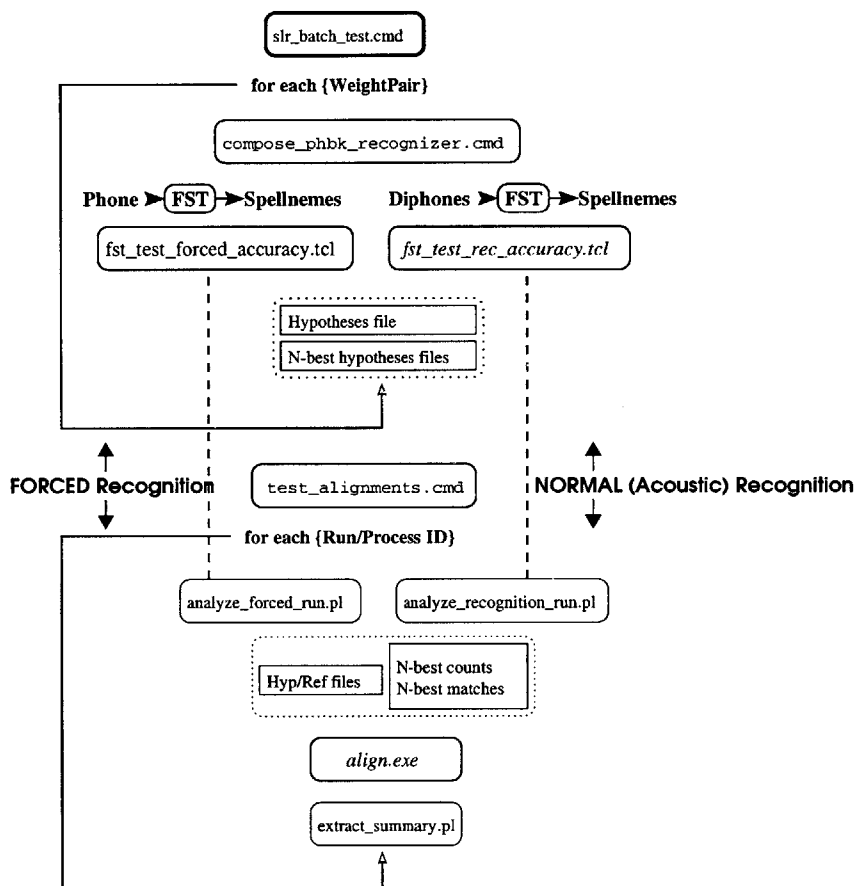 slr_batch_test.cmd
for each {WeightPair}
compose_phbk_recognizer.cmd
Phone FST Spellnemes
Diphones FST Spellnemes
fst_test_forced_accuracy.tcl
fst_test_rec_accuracy.tcl
Hypotheses file
N-best hypotheses files
FORCED Recognition
test_alignments.cmd
NORMAL (Acoustic) Recognition
for each {Run/Process ID}
analyze_forced_run.pl
analyze_recognition_run.pl
Hyp/Ref files
N-best counts
N-best matches
align.exe
extract_summary.pl